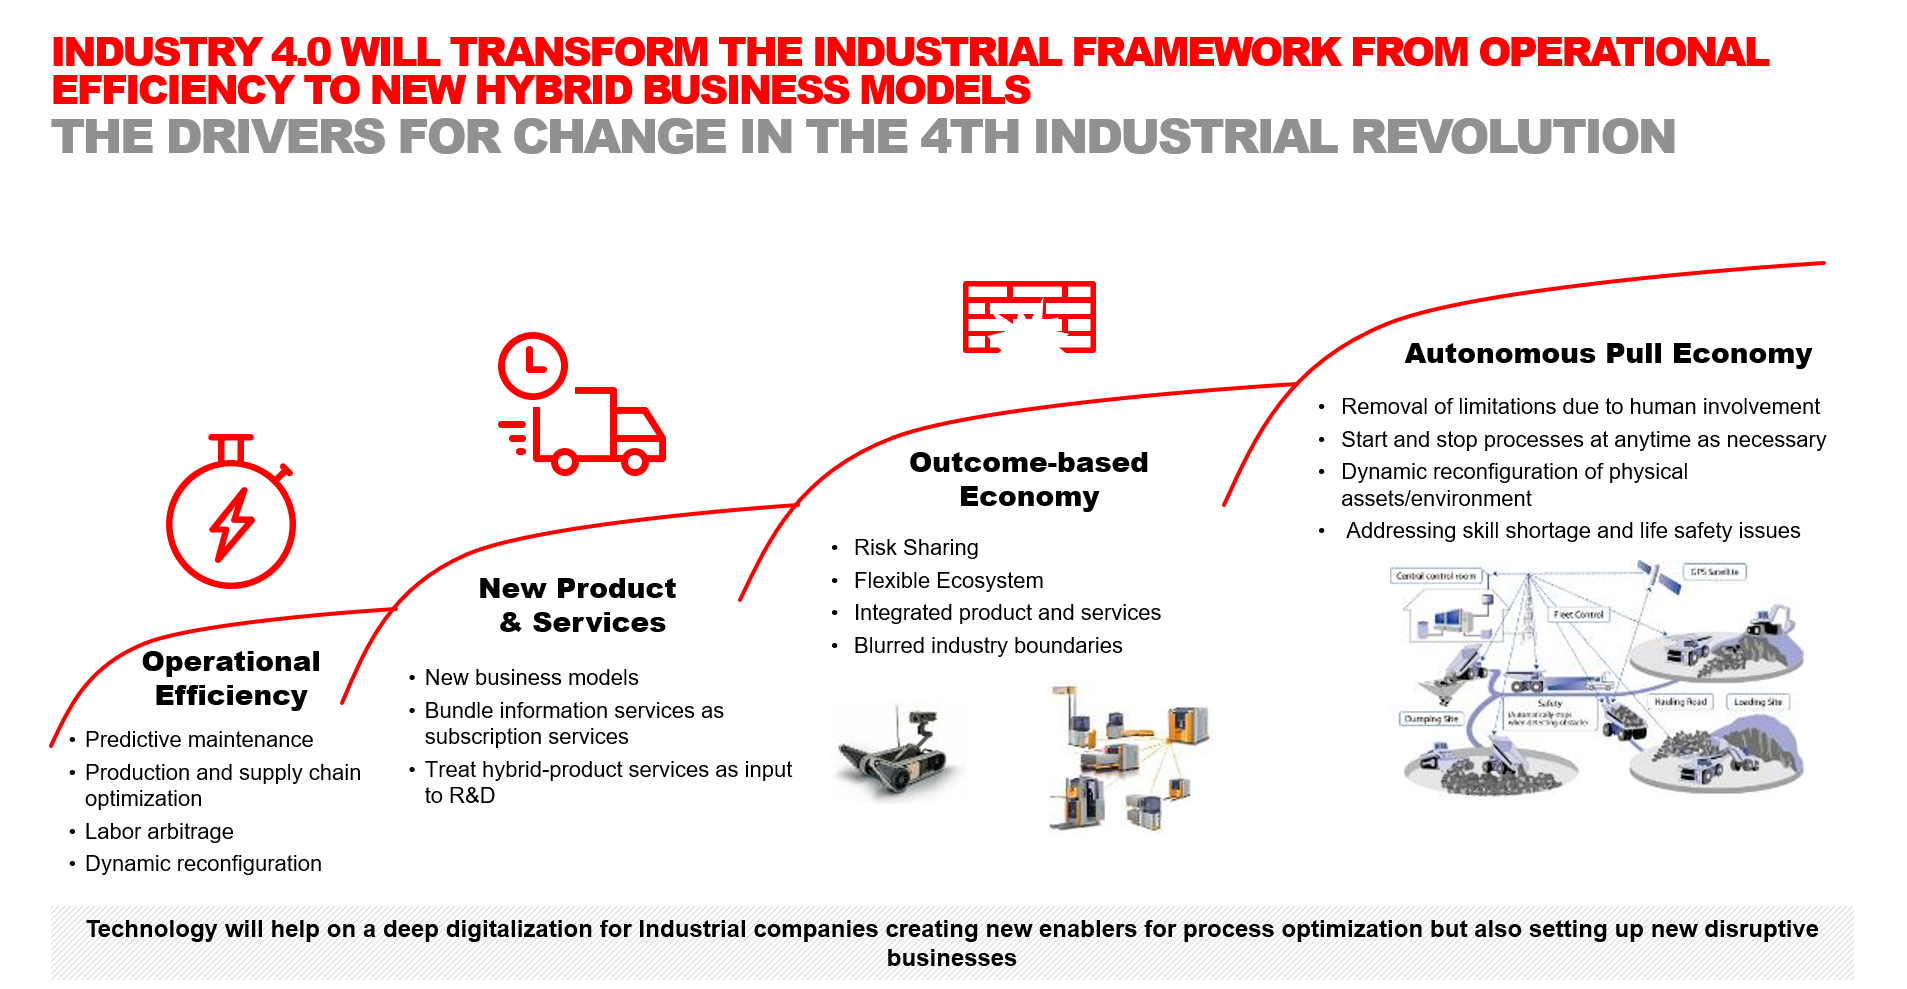 INDUSTRY 4.0 WILL TRANSFORM THE INDUSTRIAL FRAMEWORK FROM OPERATIONAL
EFFICIENCY TO NEW HYBRID BUSINESS MODELS
THE DRIVERS FOR CHANGE IN THE 4TH INDUSTRIAL REVOLUTION
Operational
Efficiency
• Predictive maintenance
• Production and supply chain
optimization
• Labor arbitrage
• Dynamic reconfiguration
New Product
& Services
• New business models
• Bundle information services as
subscription services
• Treat hybrid-product services as input
to R&D
Outcome-based
Economy
• Risk Sharing
• Flexible Ecosystem
• Integrated product and services
• Blurred industry boundaries
Autonomous Pull Economy
• Removal of limitations due to human involvement
• Start and stop processes at anytime as necessary
• Dynamic reconfiguration of physical
assets/environment
• Addressing skill shortage and life safety issues
Central control room
GPS Satellite
Fleet Control
Safety
(Automatically stops
when detecting obstacles)
Hauling Road
Loading Site
Dumping Site
Technology will help on a deep digitalization for Industrial companies creating new enablers for process optimization but also setting up new disruptive
businesses